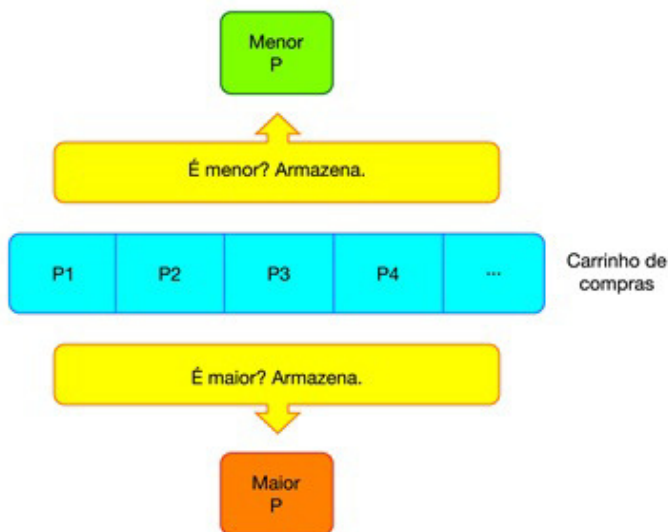 Menor
P
É menor? Armazena.
P1 P2 P3 P4 ...
Carrinho de
compras
É maior? Armazena.
Maior
P